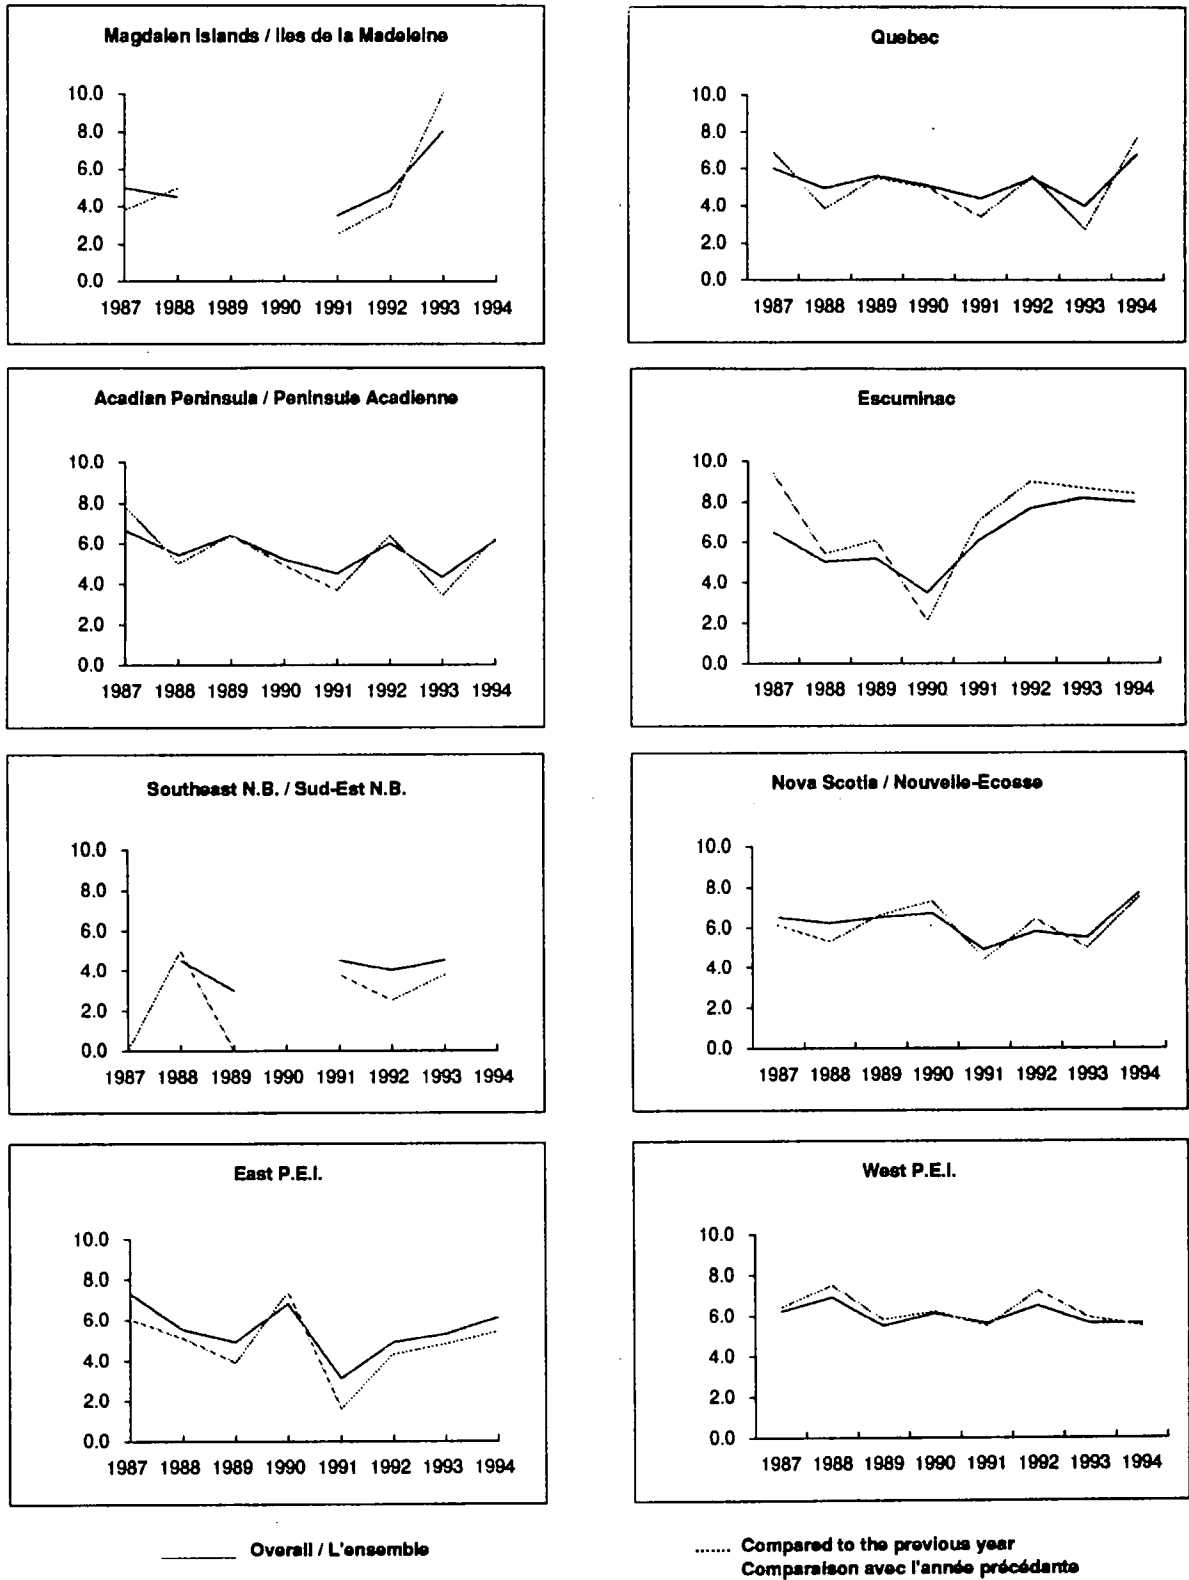 Magdalen Islands / Iles de la Madeleine
10.0
8.0
6.0
4.0
2.0
0.0
1987 1988 1989 1990 1991 1992 1993 1994
Quebec
10.0
8.0
6.0
4.0
2.0
0.0
1987 1988 1989 1990 1991 1992 1993 1994
Acadian Peninsula / Peninsule Acadienne
10.0
8.0
6.0
4.0
2.0
0.0
1987 1988 1989 1990 1991 1992 1993 1994
Escuminac
10.0
8.0
6.0
4.0
2.0
0.0
1987 1988 1989 1990 1991 1992 1993 1994
Southeast N.B. / Sud-Est N.B.
10.0
8.0
6.0
4.0
2.0
0.0
1987 1988 1989 1990 1991 1992 1993 1994
Nova Scotia / Nouvelle-Ecosse
10.0
8.0
6.0
4.0
2.0
0.0
1987 1988 1989 1990 1991 1992 1993 1994
East P.E.I.
10.0
8.0
6.0
4.0
2.0
0.0
1987 1988 1989 1990 1991 1992 1993 1994
West P.E.I.
10.0
8.0
6.0
4.0
2.0
0.0
1987 1988 1989 1990 1991 1992 1993 1994
Overall / L'ensemble
Compared to the previous year
Comparaison avec l'année précédante